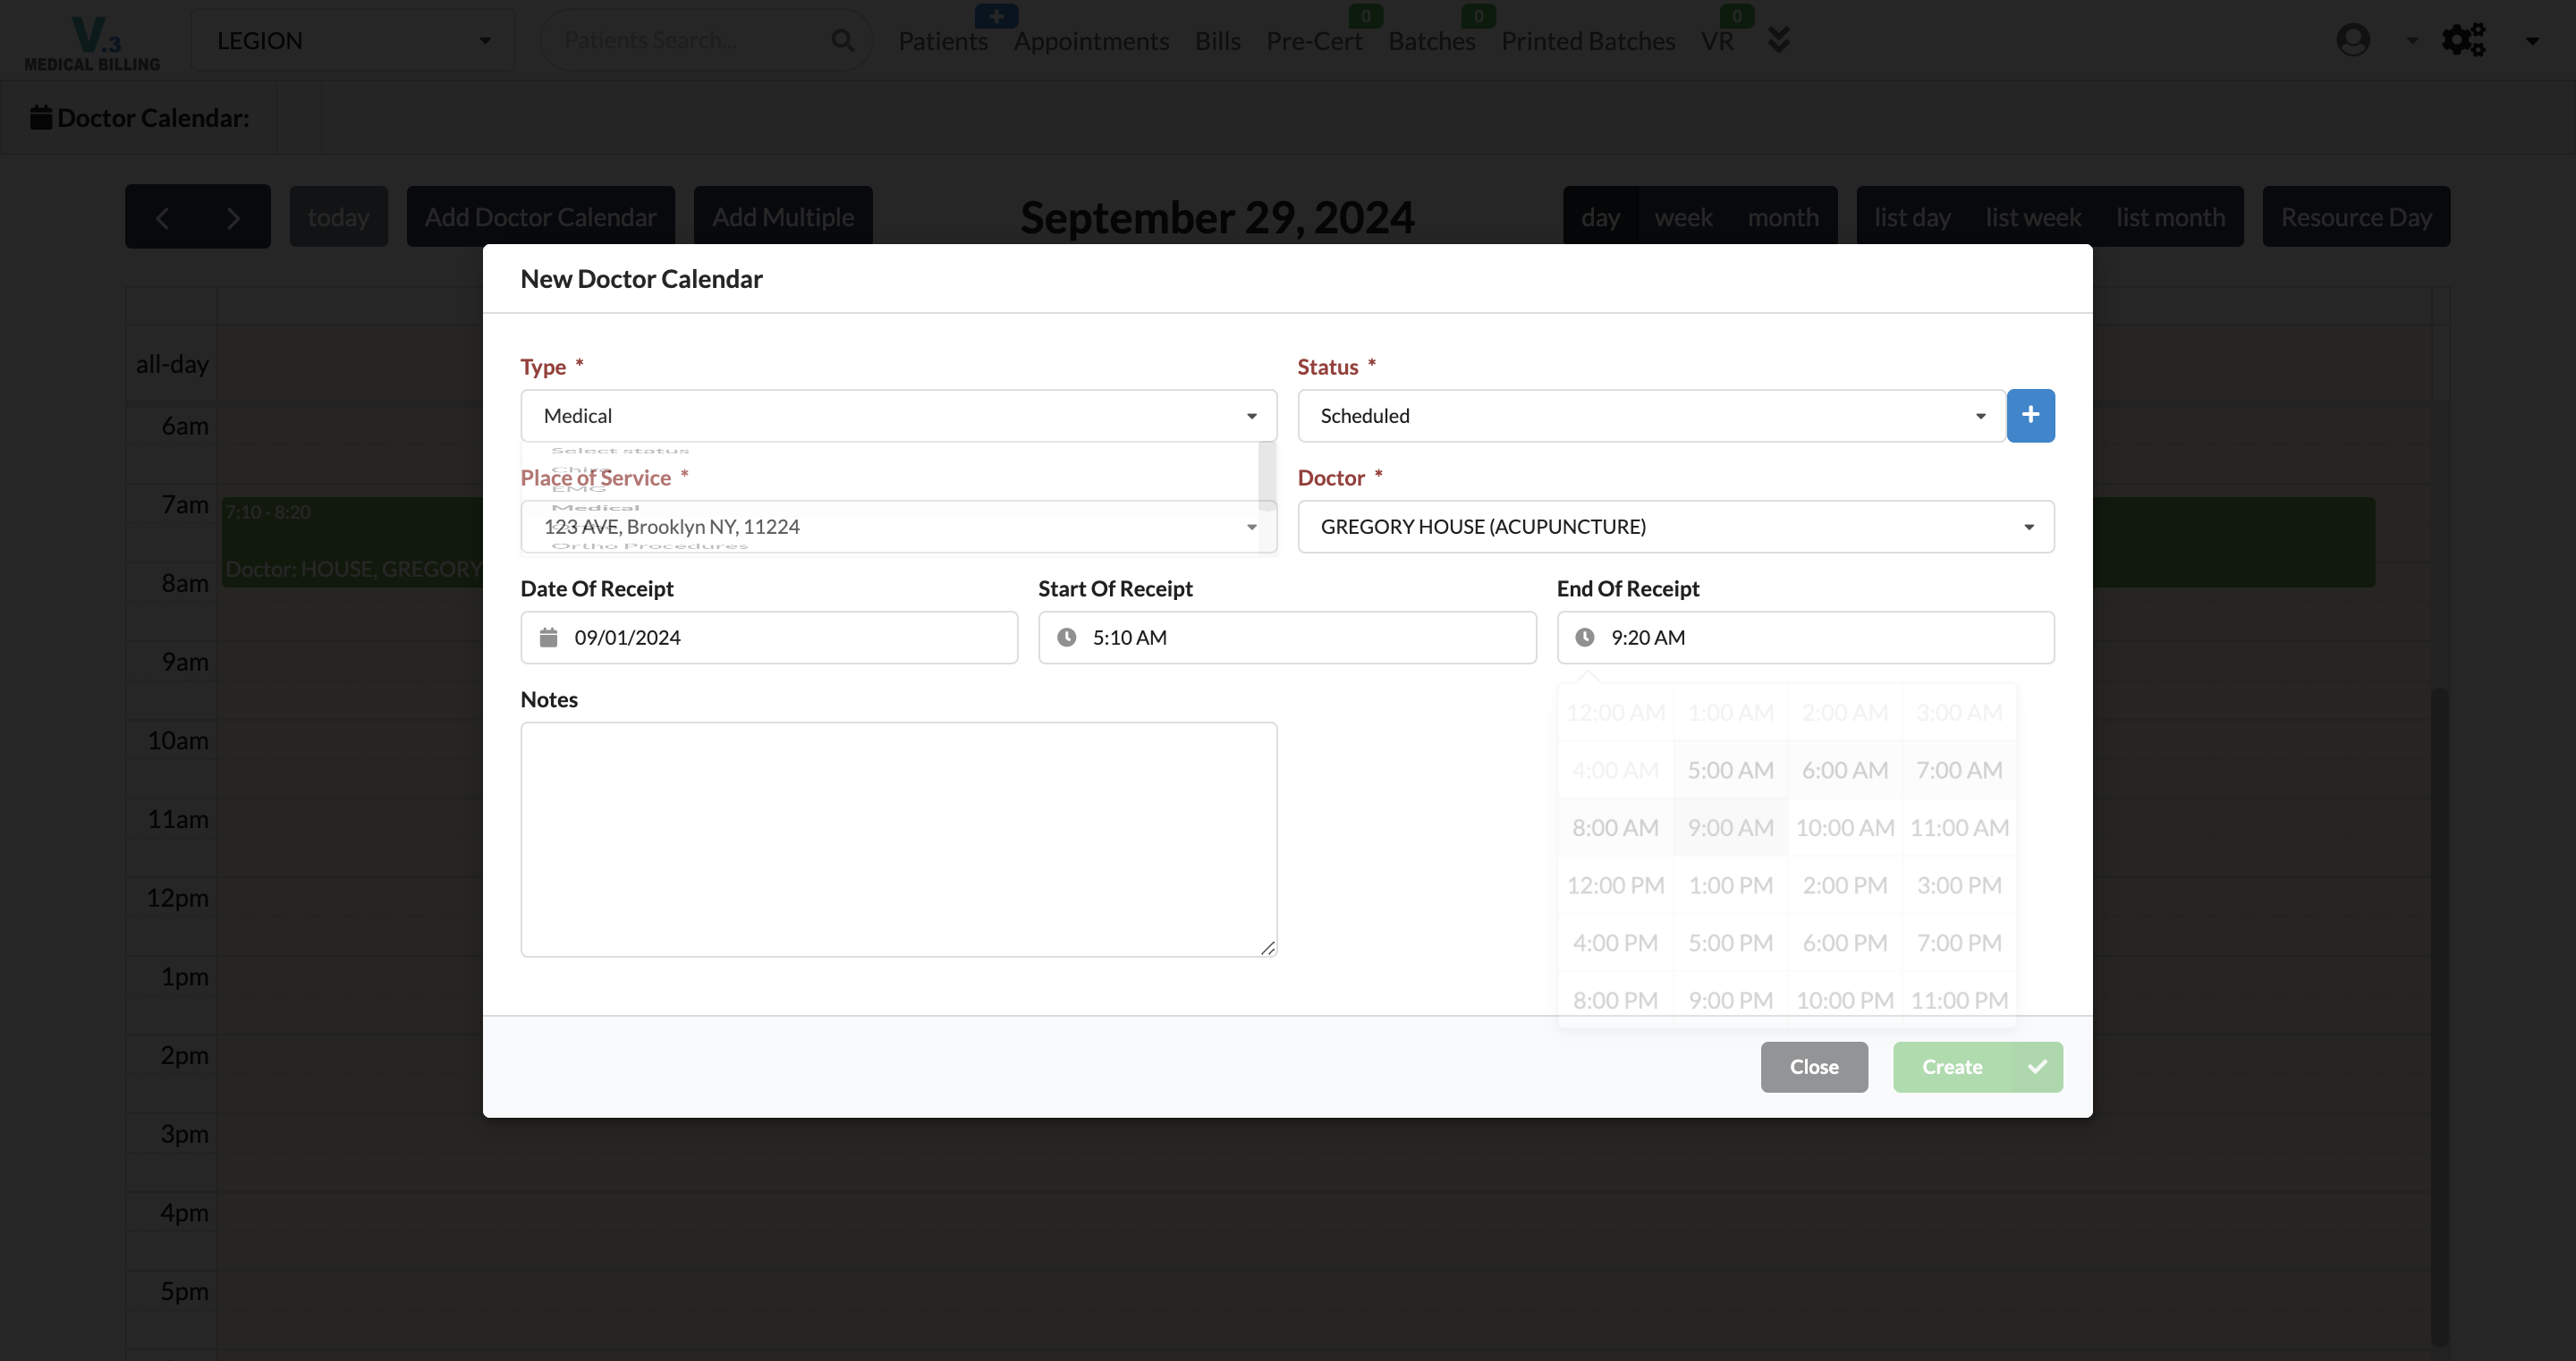 V.3
MEDICAL BILLING
LEGION
Patients Search...
Patients
Appointments
Bills
Pre-Cert
0
Batches
0
Printed Batches
VR
0
Doctor Calendar:
today
Add Doctor Calendar
Add Multiple
September 29, 2024
day
week
month
list day
list week
list month
Resource Day
New Doctor Calendar
Type *
Status *
Medical
Scheduled
Select status
Chiro
EMG
Medical
Ortho Procedures
Place of Service *
Doctor *
123 AVE, Brooklyn NY, 11224
GREGORY HOUSE (ACUPUNCTURE)
Date Of Receipt
Start Of Receipt
End Of Receipt
09/01/2024
5:10 AM
9:20 AM
Notes
12:00 AM 1:00 AM 2:00 AM 3:00 AM
4:00 AM 5:00 AM 6:00 AM 7:00 AM
8:00 AM 9:00 AM 10:00 AM 11:00 AM
12:00 PM 1:00 PM 2:00 PM 3:00 PM
4:00 PM 5:00 PM 6:00 PM 7:00 PM
8:00 PM 9:00 PM 10:00 PM 11:00 PM
Close
Create
all-day
6am
7am
7:10 - 8:20
Doctor: HOUSE, GREGORY
8am
9am
10am
11am
12pm
1pm
2pm
3pm
4pm
5pm